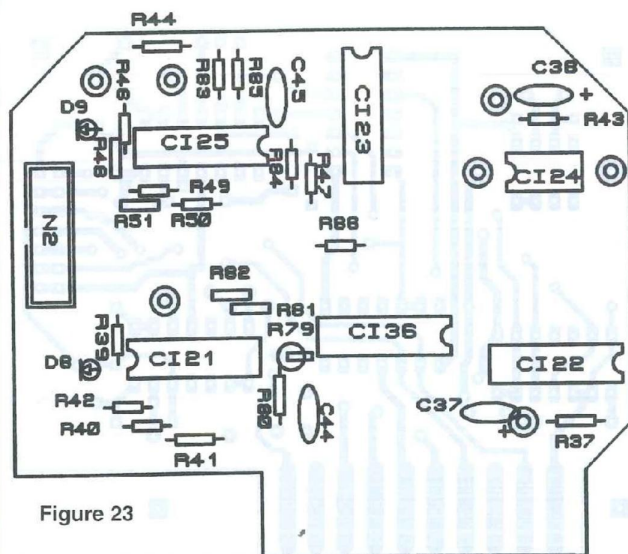 R44
R83
R85
C45
C38
+
D9
R46
CI23
R43
CI25
R48
R84
R47
CI24
R49
R51
R50
N2
R86
R82
R81
R39
R79
CI36
D8
CI21
CI22
R42
R80
C44
C37
+
R40
R37
R41
Figure 23